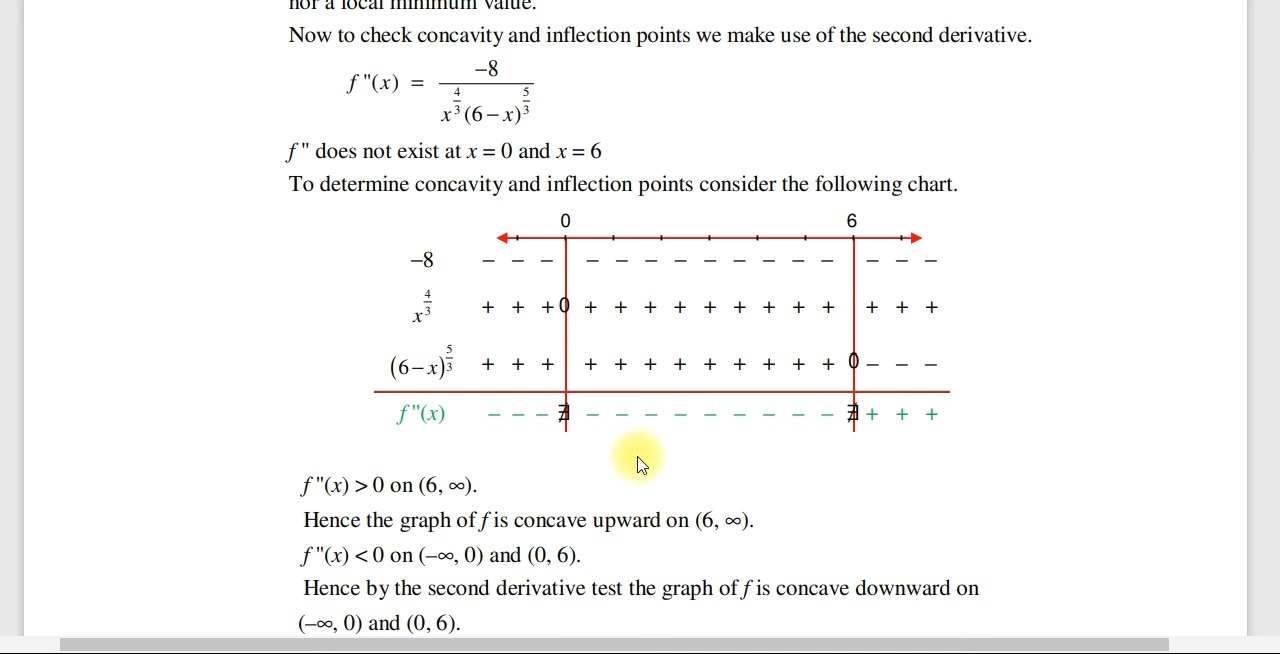 nor a local minimum value.
Now to check concavity and inflection points we make use of the second derivative.
f "(x) = −8 / x^(4/3) (6 − x)^(5/3)
f " does not exist at x = 0 and x = 6
To determine concavity and inflection points consider the following chart.
0 6
−8 − − − − − − − − − − − − − − −
x^(4/3) + + + 0 + + + + + + + + + + + +
(6 − x)^(5/3) + + + + + + + + + + + + 0 − − −
f "(x) − − − ∄ − − − − − − − − − ∄ + + +
f "(x) > 0 on (6, ∞).
Hence the graph of f is concave upward on (6, ∞).
f "(x) < 0 on (−∞, 0) and (0, 6).
Hence by the second derivative test the graph of f is concave downward on
(−∞, 0) and (0, 6).